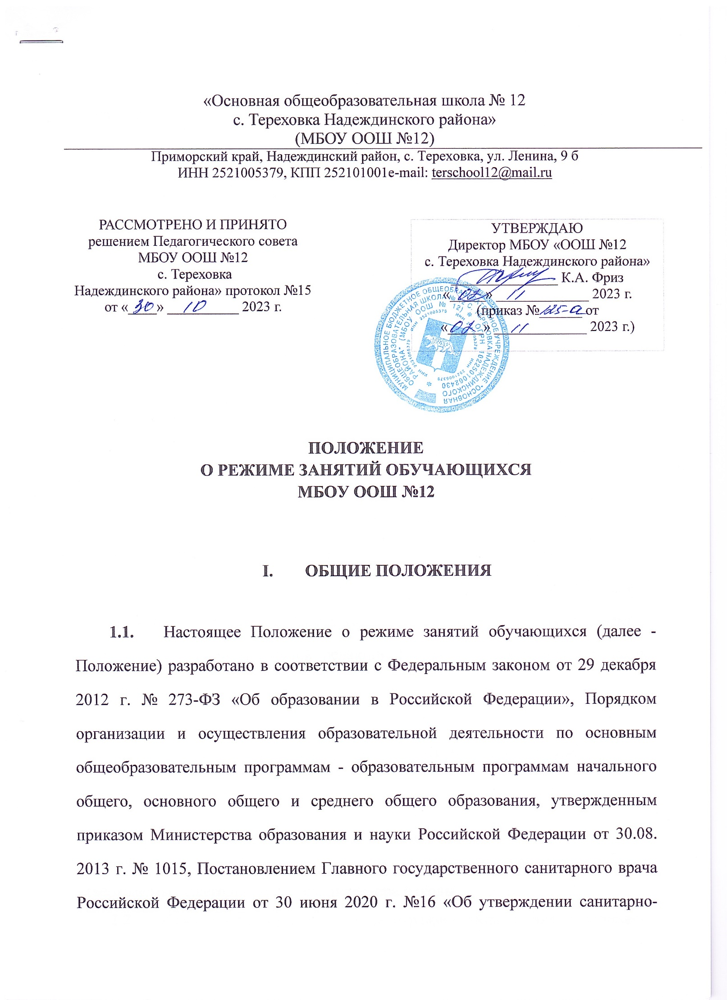 «Основная общеобразовательная школа № 12
с. Тереховка Надеждинского района»
(МБОУ ООШ №12)
Приморский край, Надеждинский район, с. Тереховка, ул. Ленина, 9 б
ИНН 2521005379, КПП 252101001e-mail: terschool12@mail.ru
РАССМОТРЕНО И ПРИНЯТО
решением Педагогического совета
МБОУ ООШ №12
с. Тереховка
Надеждинского района» протокол №15
от «30» 10 2023 г.
УТВЕРЖДАЮ
Директор МБОУ «ООШ №12
с. Тереховка Надеждинского района»
К.А. Фриз
«02» 11 2023 г.
(приказ №125-а от
«02» 11 2023 г.)
МУНИЦИПАЛЬНОЕ БЮДЖЕТНОЕ ОБЩЕОБРАЗОВАТЕЛЬНОЕ УЧРЕЖДЕНИЕ "ОСНОВНАЯ
ОБЩЕОБРАЗОВАТЕЛЬНАЯ ШКОЛА № 12 С. ТЕРЕХОВКА НАДЕЖДИНСКОГО
РАЙОНА" (МБОУ ООШ № 12) * ОГРН 1022501062430 *
ИНН 2521005379 ИНН 2521005379 ИНН 2521005379 ИНН 2521005379
ПОЛОЖЕНИЕ
О РЕЖИМЕ ЗАНЯТИЙ ОБУЧАЮЩИХСЯ
МБОУ ООШ №12
I. ОБЩИЕ ПОЛОЖЕНИЯ
1.1. Настоящее Положение о режиме занятий обучающихся (далее -
Положение) разработано в соответствии с Федеральным законом от 29 декабря
2012 г. № 273-ФЗ «Об образовании в Российской Федерации», Порядком
организации и осуществления образовательной деятельности по основным
общеобразовательным программам - образовательным программам начального
общего, основного общего и среднего общего образования, утвержденным
приказом Министерства образования и науки Российской Федерации от 30.08.
2013 г. № 1015, Постановлением Главного государственного санитарного врача
Российской Федерации от 30 июня 2020 г. №16 «Об утверждении санитарно-